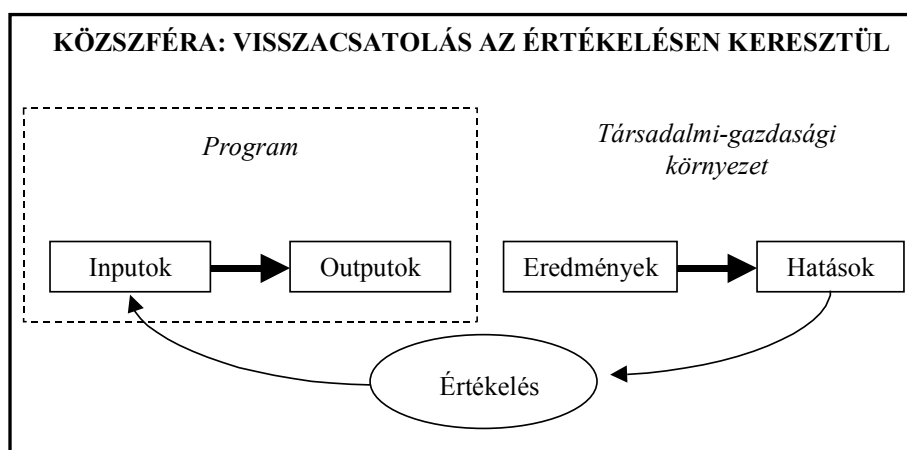 KÖZSZFÉRA: VISSZACSATOLÁS AZ ÉRTÉKELÉSEN KERESZTÜL
Program
Társadalmi-gazdasági
környezet
Inputok
Outputok
Eredmények
Hatások
Értékelés